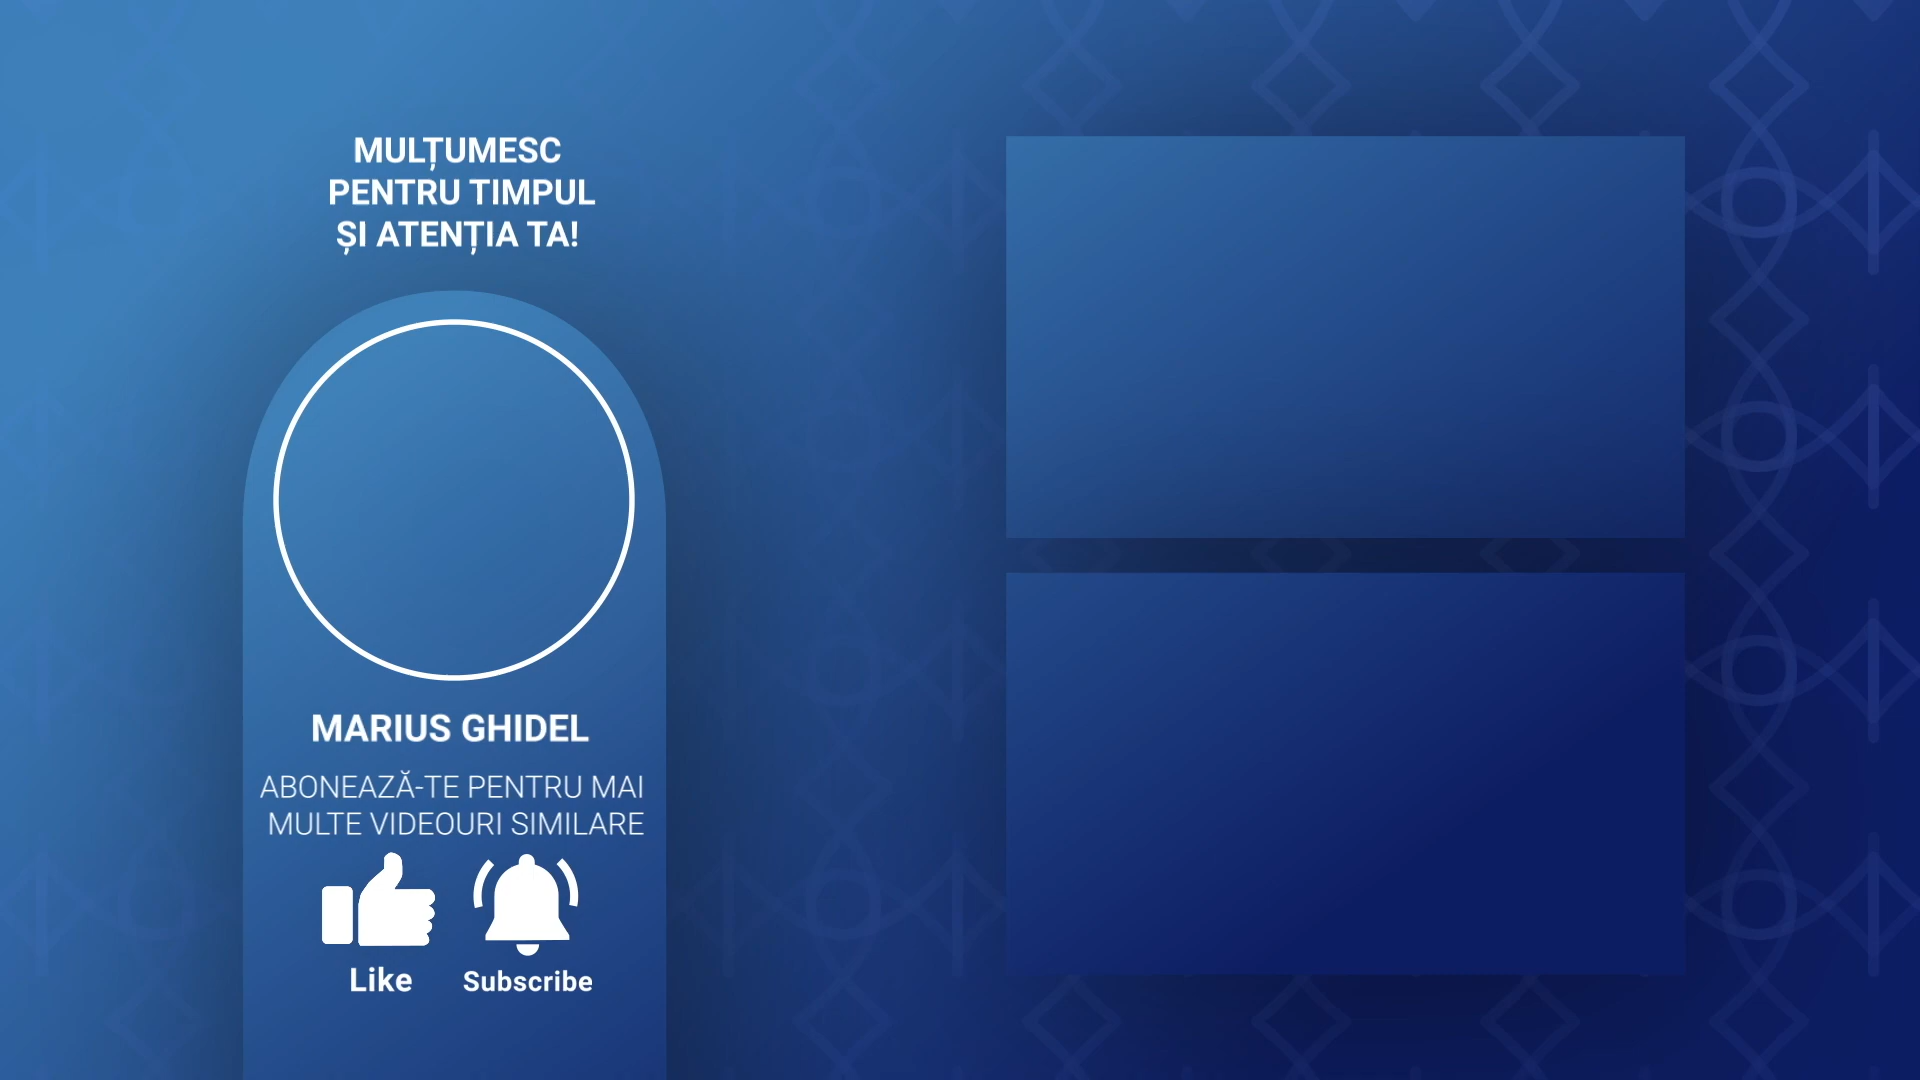 MULȚUMESC
PENTRU TIMPUL
ȘI ATENȚIA TA!
MARIUS GHIDEL
ABONEAZĂ-TE PENTRU MAI
MULTE VIDEOURI SIMILARE
Like
Subscribe